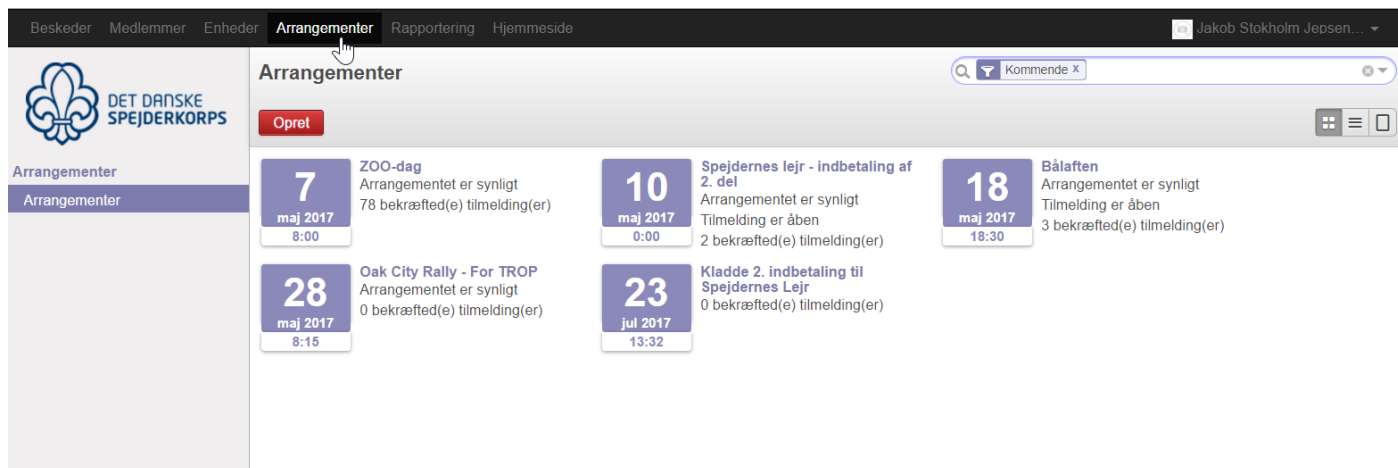 Beskeder Medlemmer Enheder Arrangementer Rapportering Hjemmeside Jakob Stokholm Jepsen...
DET DANSKE
SPEJDERKORPS
Arrangementer
Arrangementer
Arrangementer
Kommende x
Opret
7
maj 2017
8:00
ZOO-dag
Arrangementet er synligt
78 bekræfted(e) tilmelding(er)
10
maj 2017
0:00
Spejdernes lejr - indbetaling af
2. del
Arrangementet er synligt
Tilmelding er åben
2 bekræfted(e) tilmelding(er)
18
maj 2017
18:30
Bålaften
Arrangementet er synligt
Tilmelding er åben
3 bekræfted(e) tilmelding(er)
28
maj 2017
8:15
Oak City Rally - For TROP
Arrangementet er synligt
0 bekræfted(e) tilmelding(er)
23
jul 2017
13:32
Kladde 2. indbetaling til
Spejdernes Lejr
0 bekræfted(e) tilmelding(er)